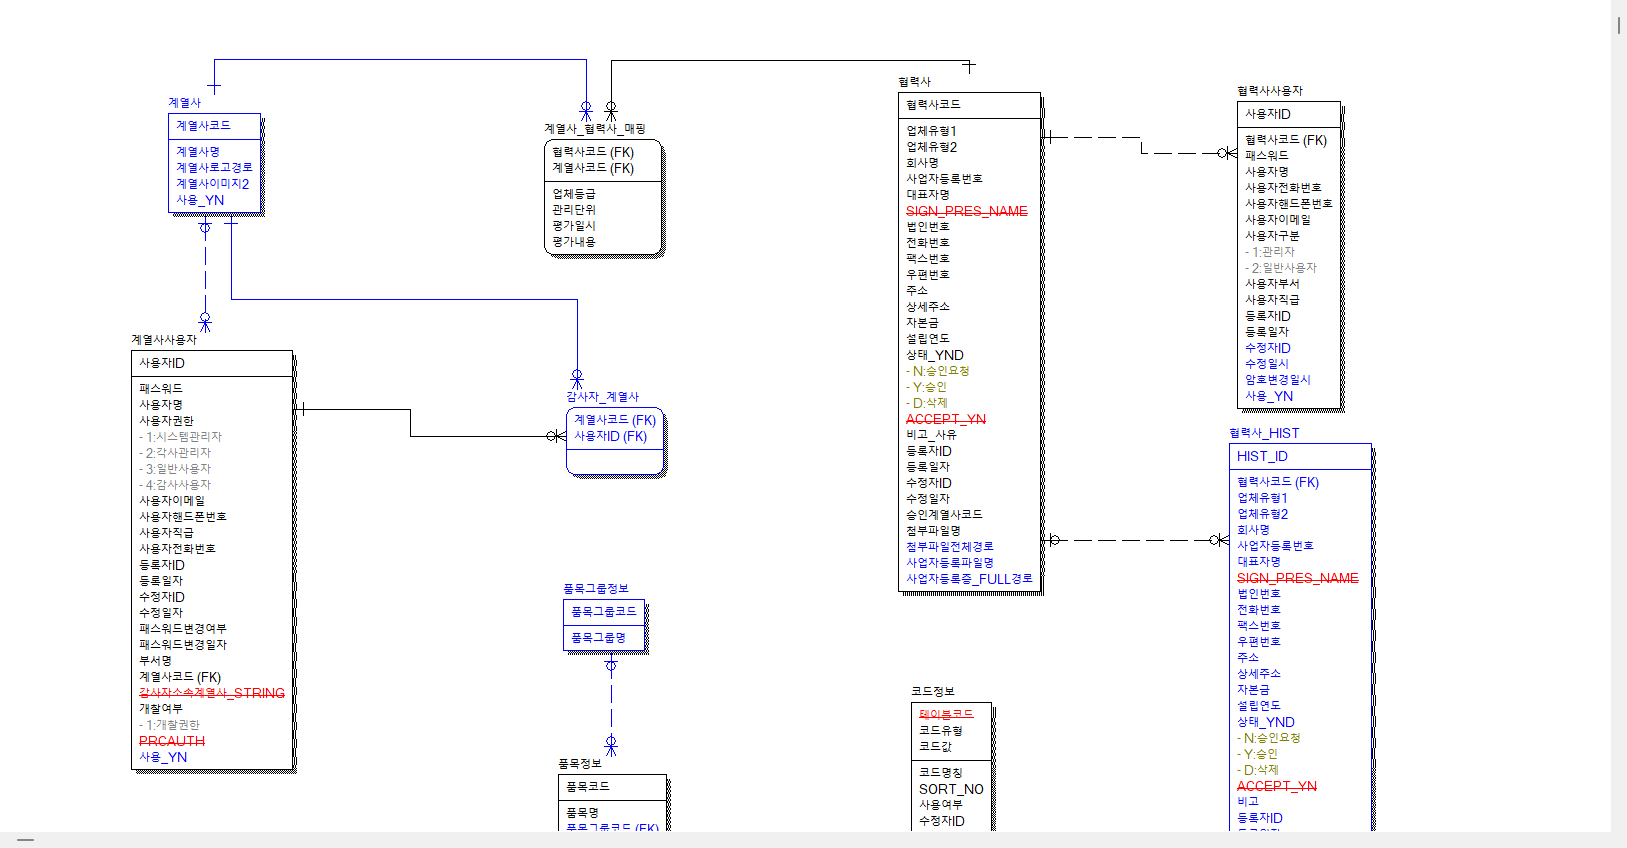 계열사
계열사코드
계열사명
계열사로고경로
계열사이미지2
사용_YN
계열사_협력사_매핑
협력사코드 (FK)
계열사코드 (FK)
업체등급
관리단위
평가일시
평가내용
협력사
협력사코드
업체유형1
업체유형2
회사명
사업자등록번호
대표자명
SIGN_PRES_NAME
법인번호
전화번호
팩스번호
우편번호
주소
상세주소
자본금
설립연도
상태_YND
- N:승인요청
- Y:승인
- D:삭제
ACCEPT_YN
비고_사유
등록자ID
등록일자
수정자ID
수정일자
승인계열사코드
첨부파일명
첨부파일전체경로
사업자등록파일명
사업자등록증_FULL경로
협력사사용자
사용자ID
협력사코드 (FK)
패스워드
사용자명
사용자전화번호
사용자핸드폰번호
사용자이메일
사용자구분
- 1:관리자
- 2:일반사용자
사용자부서
사용자직급
등록자ID
등록일자
수정자ID
수정일시
암호변경일시
사용_YN
계열사사용자
사용자ID
패스워드
사용자명
사용자권한
- 1:시스템관리자
- 2:각사관리자
- 3:일반사용자
- 4:감사사용자
사용자이메일
사용자핸드폰번호
사용자직급
사용자전화번호
등록자ID
등록일자
수정자ID
수정일자
패스워드변경여부
패스워드변경일자
부서명
계열사코드 (FK)
감사자소속계열사_STRING
개찰여부
- 1:개찰권한
PRCAUTH
사용_YN
감사자_계열사
계열사코드 (FK)
사용자ID (FK)
협력사_HIST
HIST_ID
협력사코드 (FK)
업체유형1
업체유형2
회사명
사업자등록번호
대표자명
SIGN_PRES_NAME
법인번호
전화번호
팩스번호
우편번호
주소
상세주소
자본금
설립연도
상태_YND
- N:승인요청
- Y:승인
- D:삭제
ACCEPT_YN
비고
등록자ID
품목그룹정보
품목그룹코드
품목그룹명
품목정보
품목코드
품목명
품목그룹코드 (FK)
코드정보
테이블코드
코드유형
코드값
코드명칭
SORT_NO
사용여부
수정자ID